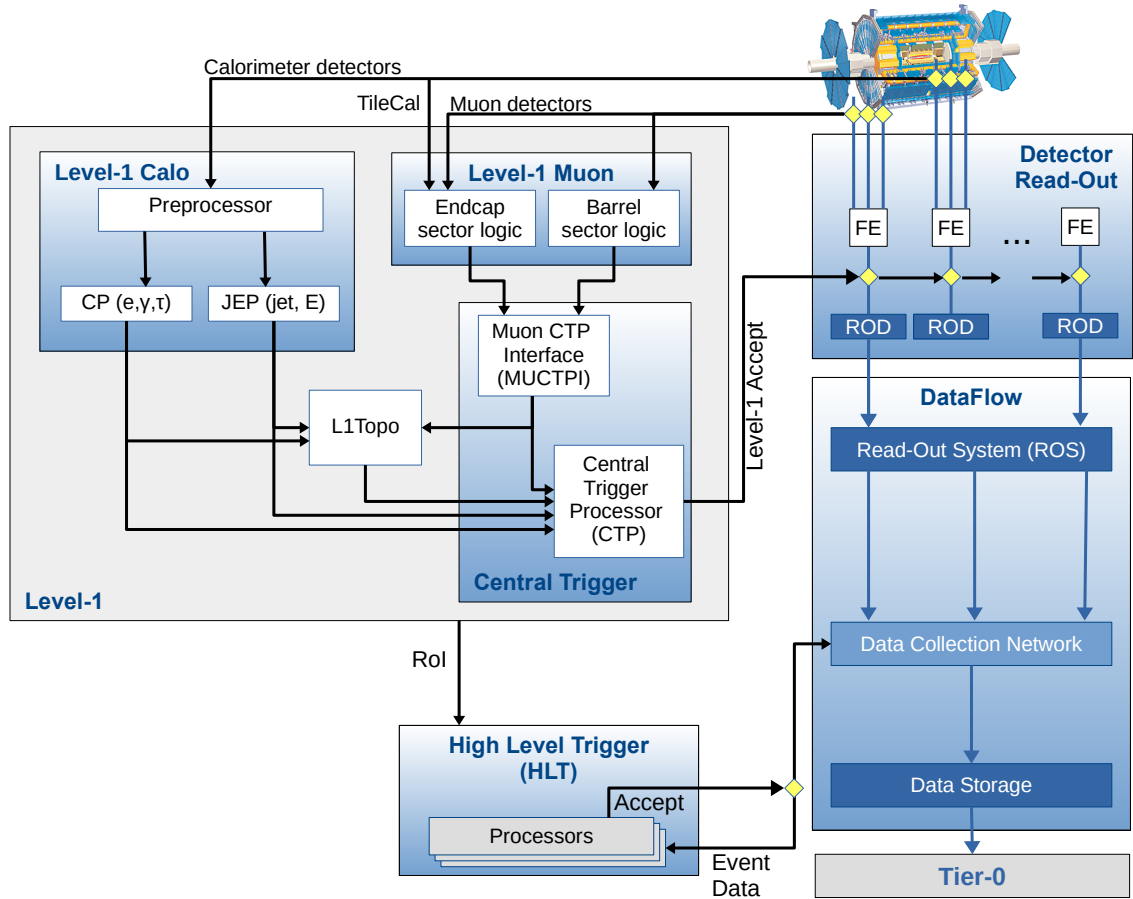 Calorimeter detectors
TileCal
Muon detectors
Level-1 Calo
Preprocessor
CP (e,γ,τ)
JEP (jet, E)
Level-1 Muon
Endcap
sector logic
Barrel
sector logic
Muon CTP
Interface
(MUCTPI)
L1Topo
Central
Trigger
Processor
(CTP)
Central Trigger
Level-1
Level-1 Accept
Detector
Read-Out
FE
FE
...
FE
ROD
ROD
ROD
DataFlow
Read-Out System (ROS)
Data Collection Network
Data Storage
Tier-0
RoI
High Level Trigger
(HLT)
Accept
Processors
Event
Data